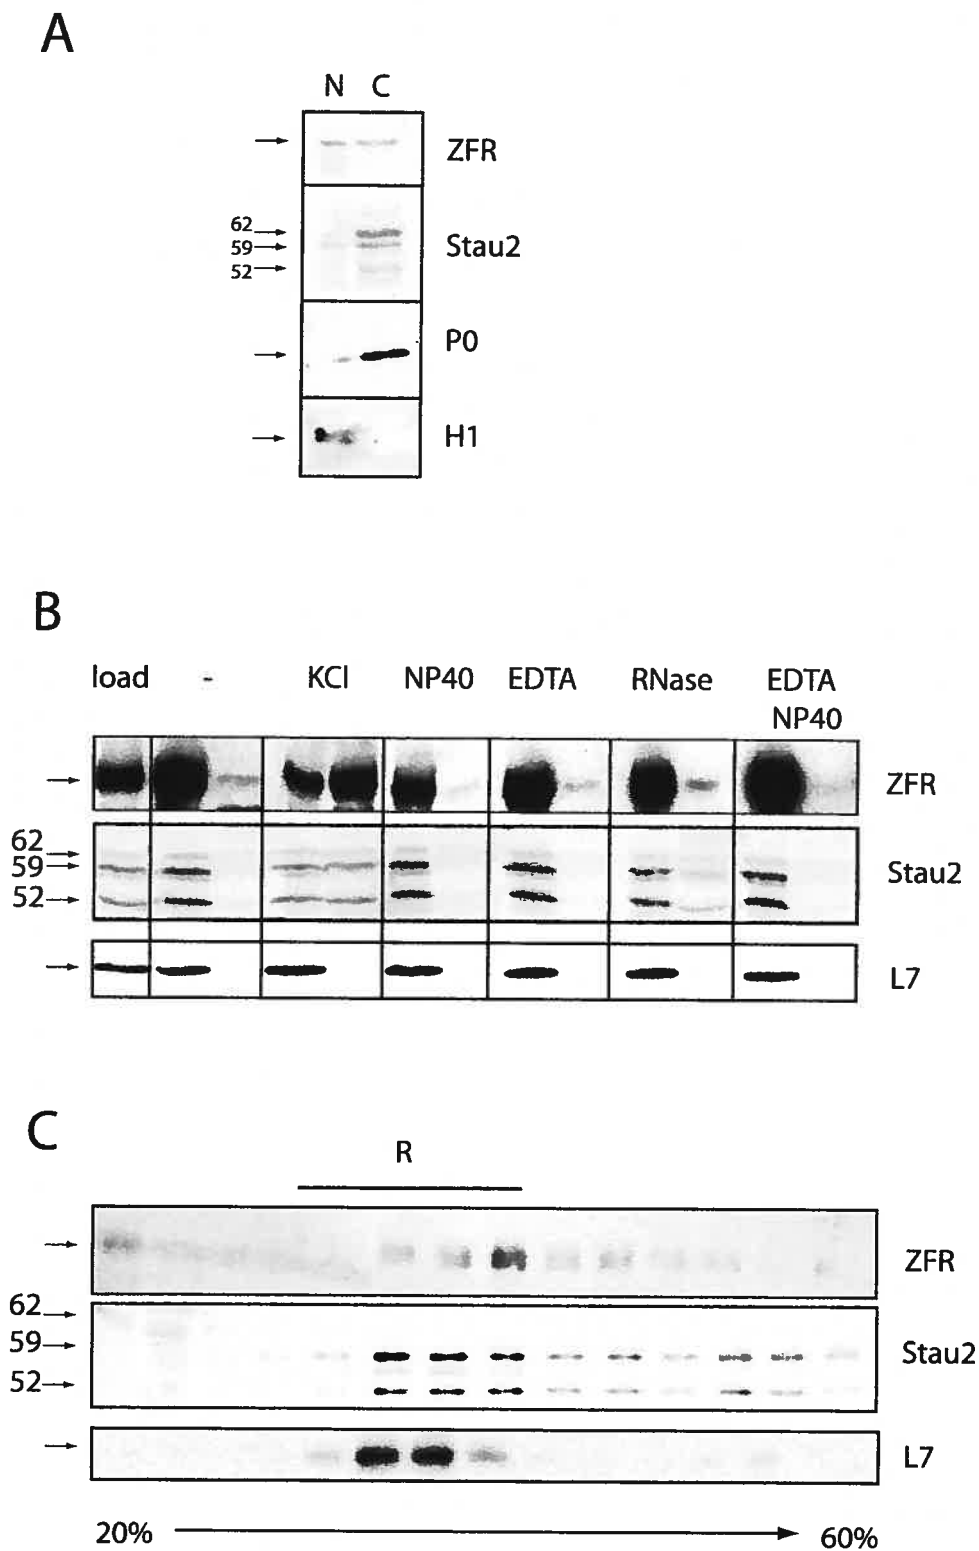 A
N C
ZFR
62
59
52
Stau2
P0
H1
B
load - KCl NP40 EDTA RNase EDTA
NP40
ZFR
62
59
52
Stau2
L7
C
R
ZFR
62
59
52
Stau2
L7
20% 60%